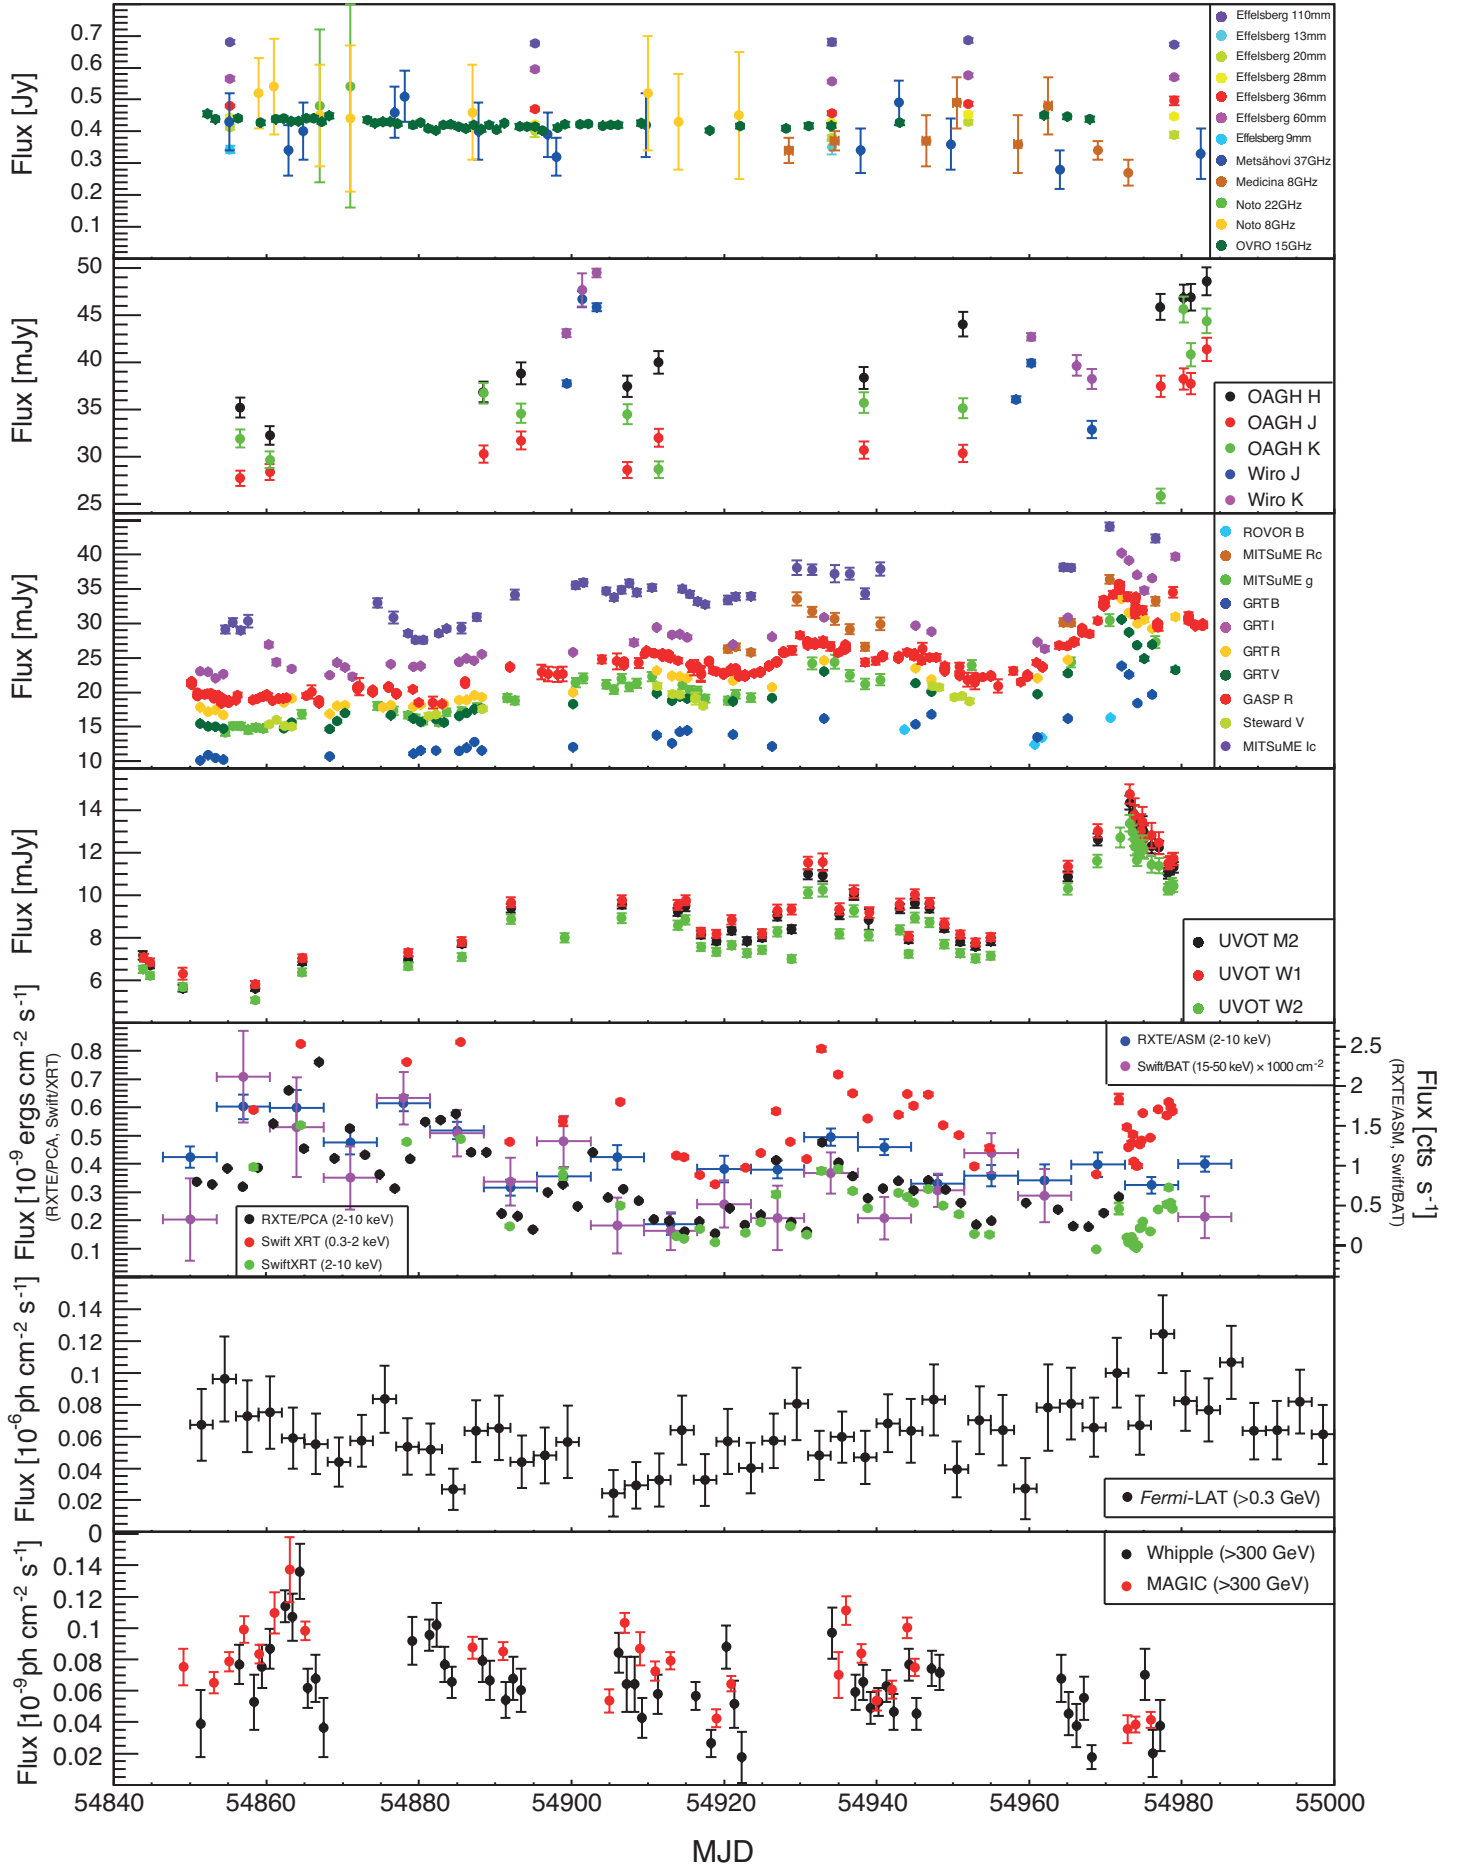 Flux [Jy]
0.7
0.6
0.5
0.4
0.3
0.2
0.1
Effelsberg 110mm
Effelsberg 13mm
Effelsberg 20mm
Effelsberg 28mm
Effelsberg 36mm
Effelsberg 60mm
Effelsberg 9mm
Metsähovi 37GHz
Medicina 8GHz
Noto 22GHz
Noto 8GHz
OVRO 15GHz
Flux [mJy]
50
45
40
35
30
25
OAGH H
OAGH J
OAGH K
Wiro J
Wiro K
Flux [mJy]
40
35
30
25
20
15
10
ROVOR B
MITSuME Rc
MITSuME g
GRT B
GRT I
GRT R
GRT V
GASP R
Steward V
MITSuME Ic
Flux [mJy]
14
12
10
8
6
UVOT M2
UVOT W1
UVOT W2
Flux [10⁻⁹ ergs cm⁻² s⁻¹]
(RXTE/PCA, Swift/XRT)
0.8
0.7
0.6
0.5
0.4
0.3
0.2
0.1
RXTE/ASM (2-10 keV)
Swift/BAT (15-50 keV) × 1000 cm⁻²
RXTE/PCA (2-10 keV)
Swift XRT (0.3-2 keV)
SwiftXRT (2-10 keV)
2.5
2
1.5
1
0.5
0
Flux [cts s⁻¹]
(RXTE/ASM, Swift/BAT)
Flux [10⁻⁶ ph cm⁻² s⁻¹]
0.14
0.12
0.1
0.08
0.06
0.04
0.02
0
Fermi-LAT (>0.3 GeV)
Flux [10⁻⁹ ph cm⁻² s⁻¹]
0.14
0.12
0.1
0.08
0.06
0.04
0.02
Whipple (>300 GeV)
MAGIC (>300 GeV)
54840 54860 54880 54900 54920 54940 54960 54980 55000
MJD